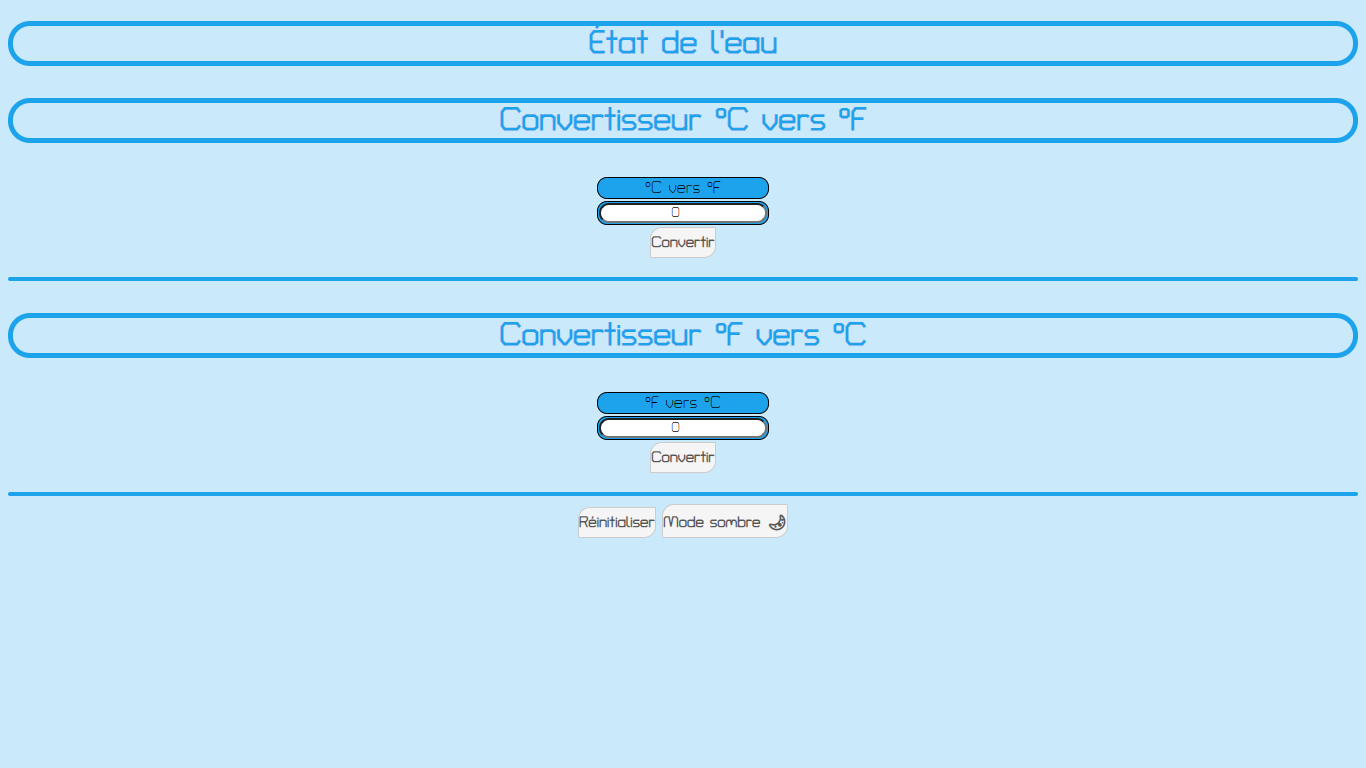 État de l'eau
Convertisseur °C vers °F
°C vers °F
0
Convertir
Convertisseur °F vers °C
°F vers °C
0
Convertir
Réinitialiser Mode sombre 🌙